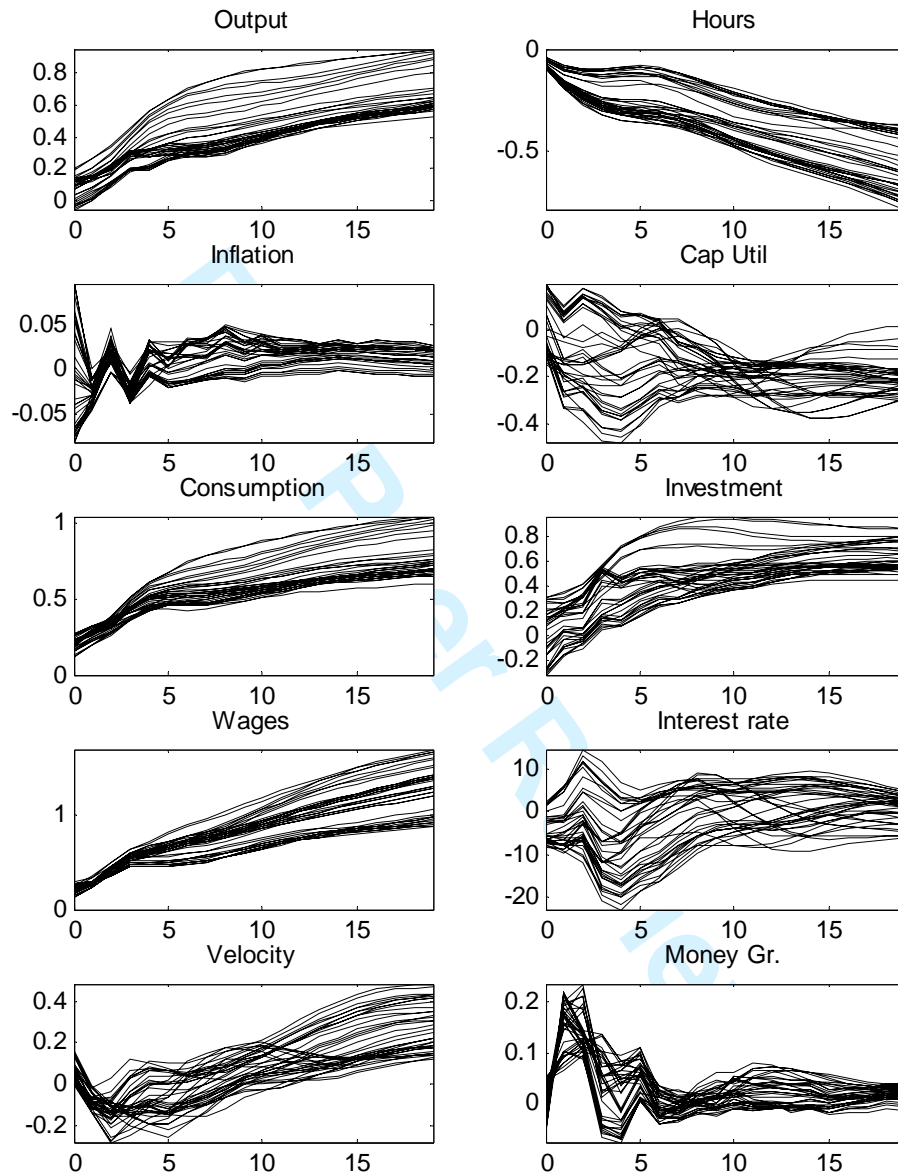 Output
Hours
0.8
0.6
0.4
0.2
0
0 5 10 15
0
-0.5
0 5 10 15
Inflation
Cap Util
0.05
0
-0.05
0 5 10 15
0
-0.2
-0.4
0 5 10 15
Consumption
Investment
1
0.5
0
0 5 10 15
0.8
0.6
0.4
0.2
0
-0.2
0 5 10 15
Wages
Interest rate
1
0
0 5 10 15
10
0
-10
-20
0 5 10 15
Velocity
Money Gr.
0.4
0.2
0
-0.2
0 5 10 15
0.2
0.1
0
0 5 10 15